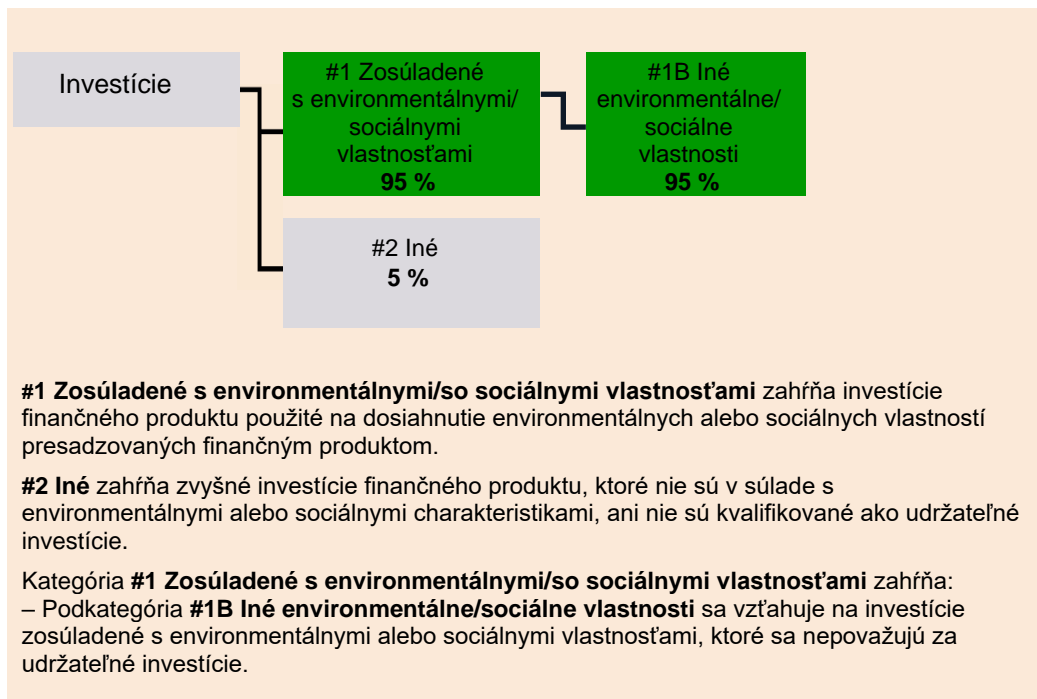 Investície
#1 Zosúladené
s environmentálnymi/
sociálnymi
vlastnosťami
95 %
#1B Iné
environmentálne/
sociálne
vlastnosti
95 %
#2 Iné
5 %
#1 Zosúladené s environmentálnymi/so sociálnymi vlastnosťami zahŕňa investície
finančného produktu použité na dosiahnutie environmentálnych alebo sociálnych vlastností
presadzovaných finančným produktom.
#2 Iné zahŕňa zvyšné investície finančného produktu, ktoré nie sú v súlade s
environmentálnymi alebo sociálnymi charakteristikami, ani nie sú kvalifikované ako udržateľné
investície.
Kategória #1 Zosúladené s environmentálnymi/so sociálnymi vlastnosťami zahŕňa:
– Podkategória #1B Iné environmentálne/sociálne vlastnosti sa vzťahuje na investície
zosúladené s environmentálnymi alebo sociálnymi vlastnosťami, ktoré sa nepovažujú za
udržateľné investície.